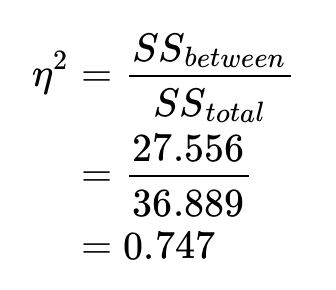 η² = SS_between / SS_total
= 27.556 / 36.889
= 0.747